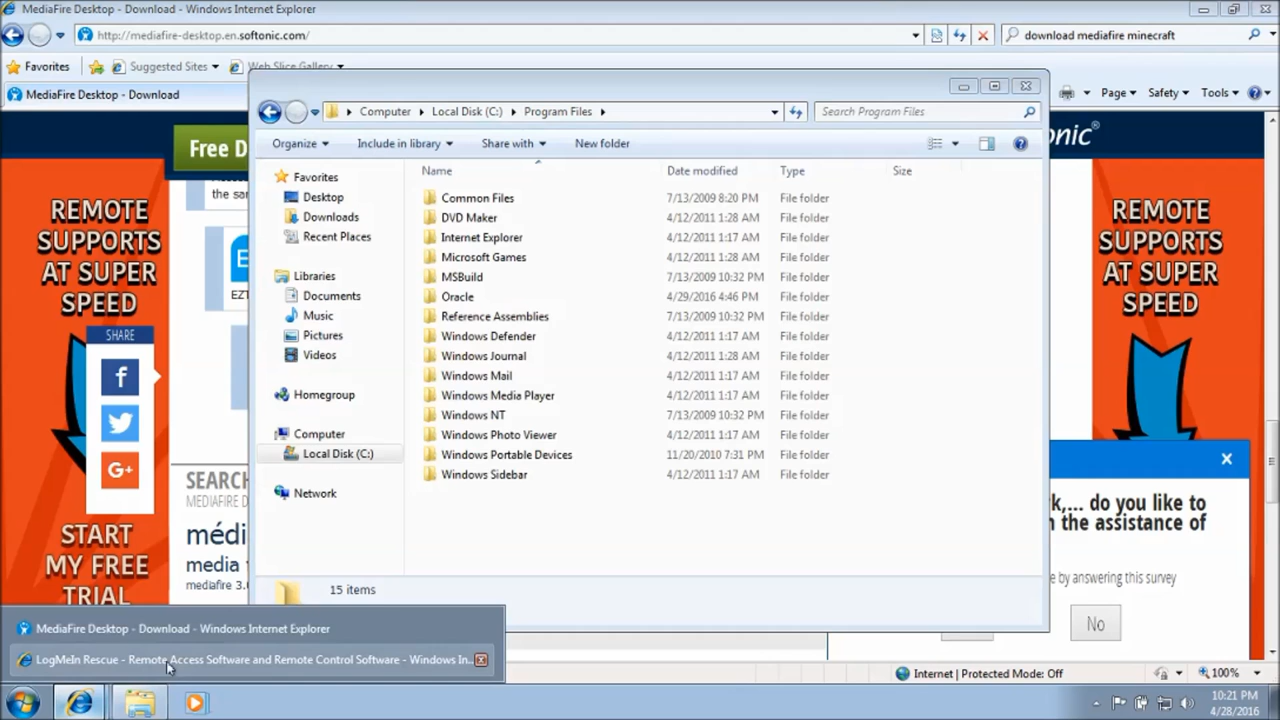 MediaFire Desktop - Download - Windows Internet Explorer
http://mediafire-desktop.en.softonic.com/
download mediafire minecraft
Favorites
Suggested Sites
Web Slice Gallery
MediaFire Desktop - Download
Page
Safety
Tools
Computer
Local Disk (C:)
Program Files
Search Program Files
Organize
Include in library
Share with
New folder
Free D
onic®
the sam
EZT
REMOTE
SUPPORTS
AT SUPER
SPEED
SHARE
START
MY FREE
TRIAL
SEARC
MEDIAFIRE D
médi
media
mediafire 3.
Favorites
Desktop
Downloads
Recent Places
Libraries
Documents
Music
Pictures
Videos
Homegroup
Computer
Local Disk (C:)
Network
Name Date modified Type Size
Common Files 7/13/2009 8:20 PM File folder
DVD Maker 4/12/2011 1:28 AM File folder
Internet Explorer 4/12/2011 1:17 AM File folder
Microsoft Games 4/12/2011 1:28 AM File folder
MSBuild 7/13/2009 10:32 PM File folder
Oracle 4/29/2016 4:46 PM File folder
Reference Assemblies 7/13/2009 10:32 PM File folder
Windows Defender 4/12/2011 1:17 AM File folder
Windows Journal 4/12/2011 1:28 AM File folder
Windows Mail 4/12/2011 1:17 AM File folder
Windows Media Player 4/12/2011 1:17 AM File folder
Windows NT 7/13/2009 10:32 PM File folder
Windows Photo Viewer 4/12/2011 1:17 AM File folder
Windows Portable Devices 11/20/2010 7:31 PM File folder
Windows Sidebar 4/12/2011 1:17 AM File folder
15 items
REMOTE
SUPPORTS
AT SUPER
SPEED
k,... do you like to
n the assistance of
e by answering this survey
No
MediaFire Desktop - Download - Windows Internet Explorer
LogMeIn Rescue - Remote Access Software and Remote Control Software - Windows In...
Internet | Protected Mode: Off
100%
10:21 PM
4/28/2016